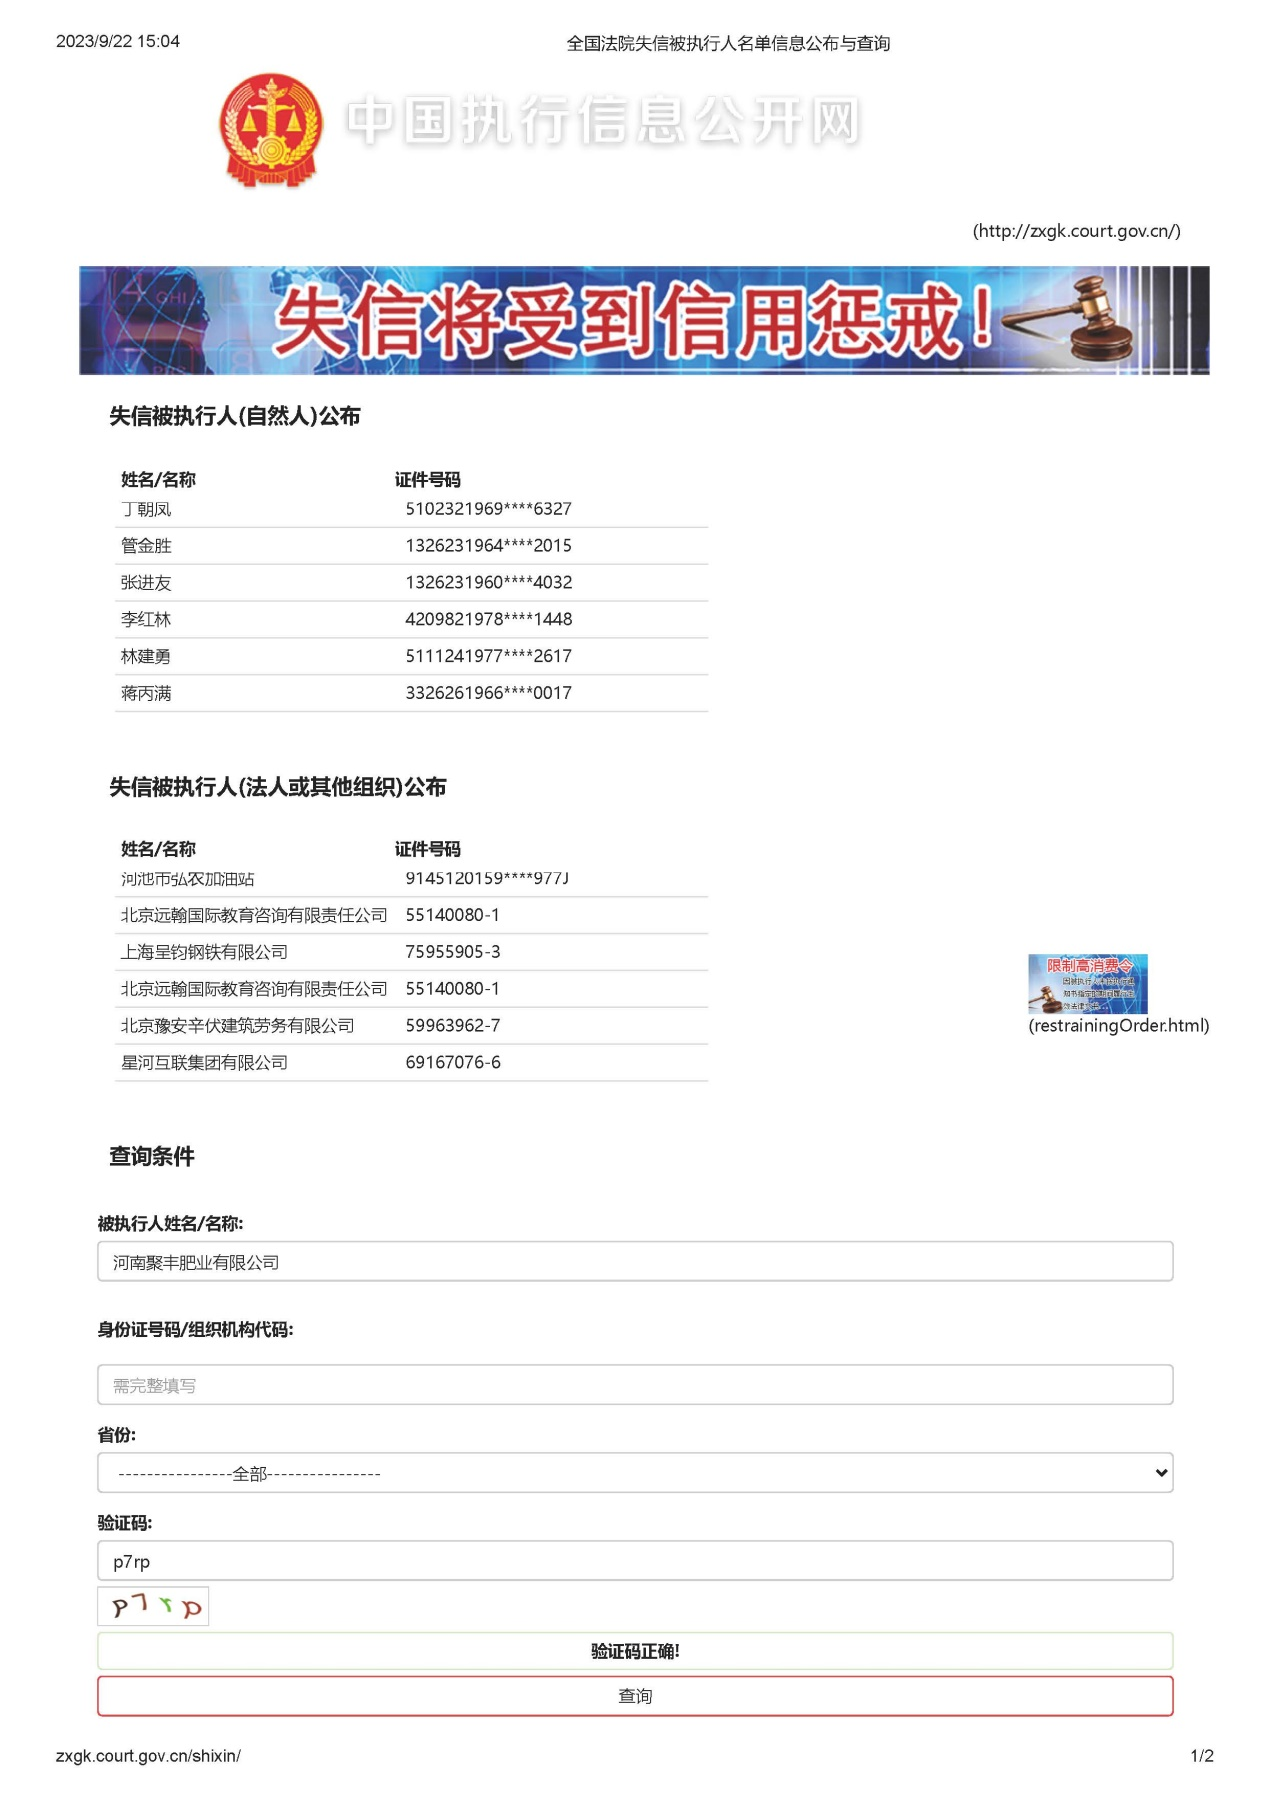 2023/9/22 15:04 全国法院失信被执行人名单信息公布与查询
中国执行信息公开网
(http://zxgk.court.gov.cn/)
失信将受到信用惩戒!
失信被执行人(自然人)公布
姓名/名称 证件号码
丁朝凤 5102321969****6327
管金胜 1326231964****2015
张进友 1326231960****4032
李红林 4209821978****1448
林建勇 5111241977****2617
蒋丙满 3326261966****0017
失信被执行人(法人或其他组织)公布
姓名/名称 证件号码
河池市弘农加油站 9145120159****977J
北京远翰国际教育咨询有限责任公司 55140080-1
上海呈钧钢铁有限公司 75955905-3
北京远翰国际教育咨询有限责任公司 55140080-1
北京豫安辛伏建筑劳务有限公司 59963962-7
星河互联集团有限公司 69167076-6
限制高消费令
(restrainingOrder.html)
查询条件
被执行人姓名/名称:
河南聚丰肥业有限公司
身份证号码/组织机构代码:
需完整填写
省份:
----------------全部----------------
验证码:
p7rp
p7rp
验证码正确!
查询
zxgk.court.gov.cn/shixin/ 1/2